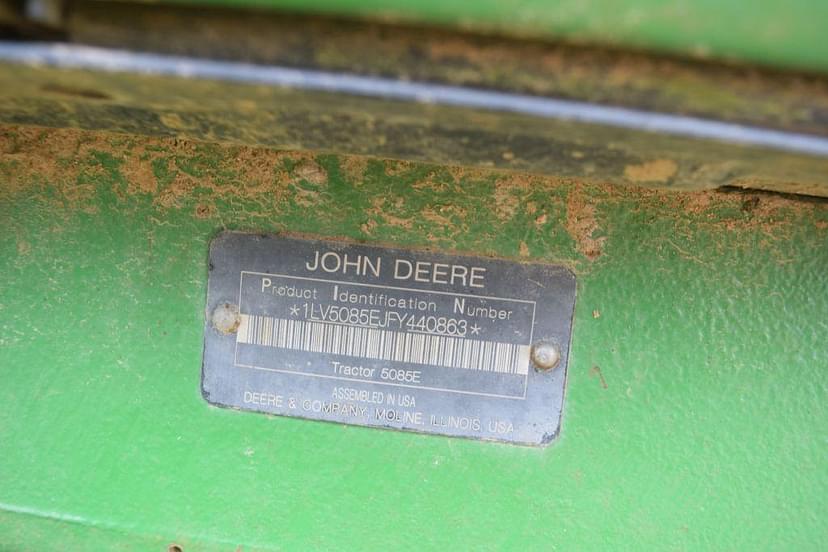 JOHN DEERE
Product Identification Number
*1LV5085EJFY440863*
Tractor 5085E
ASSEMBLED IN USA
DEERE & COMPANY, MOLINE, ILLINOIS, USA